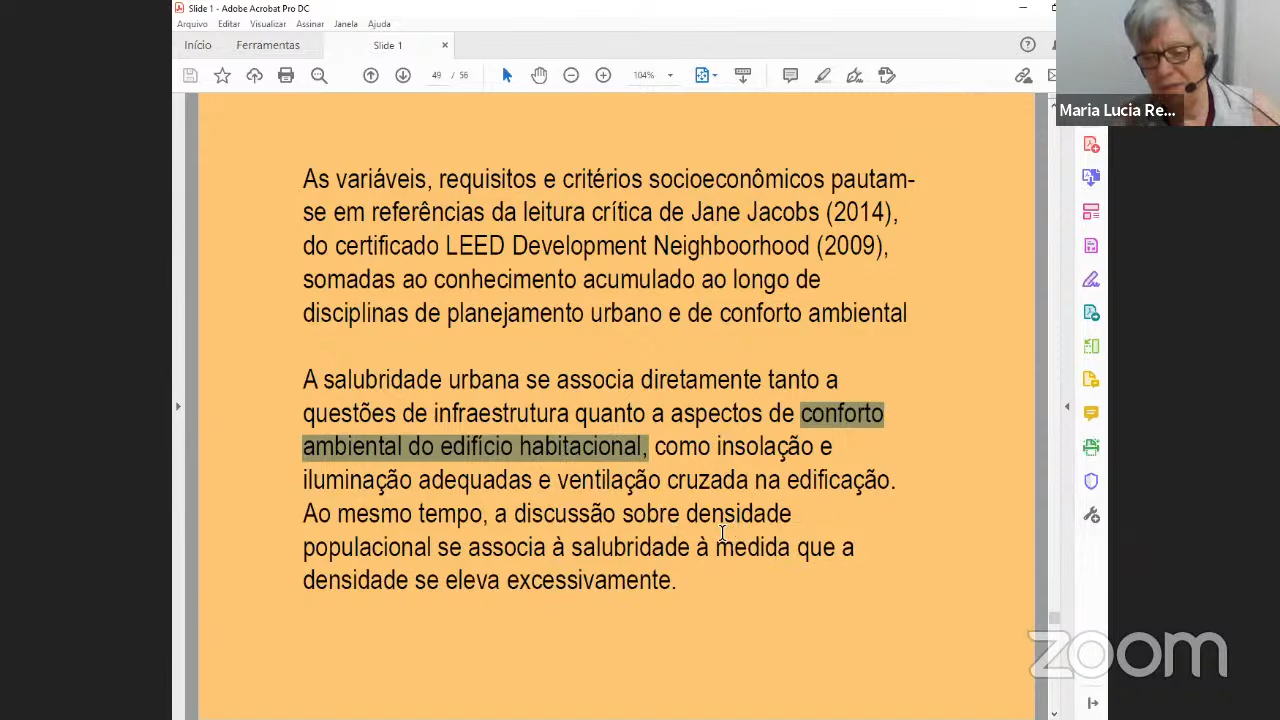 Slide 1 - Adobe Acrobat Pro DC
Arquivo Editar Visualizar Assinar Janela Ajuda
Início Ferramentas Slide 1
49 / 56 104%
Maria Lucia Re...
As variáveis, requisitos e critérios socioeconômicos pautam-
se em referências da leitura crítica de Jane Jacobs (2014),
do certificado LEED Development Neighboorhood (2009),
somadas ao conhecimento acumulado ao longo de
disciplinas de planejamento urbano e de conforto ambiental
A salubridade urbana se associa diretamente tanto a
questões de infraestrutura quanto a aspectos de conforto
ambiental do edifício habitacional, como insolação e
iluminação adequadas e ventilação cruzada na edificação.
Ao mesmo tempo, a discussão sobre densidade
populacional se associa à salubridade à medida que a
densidade se eleva excessivamente.
zoom